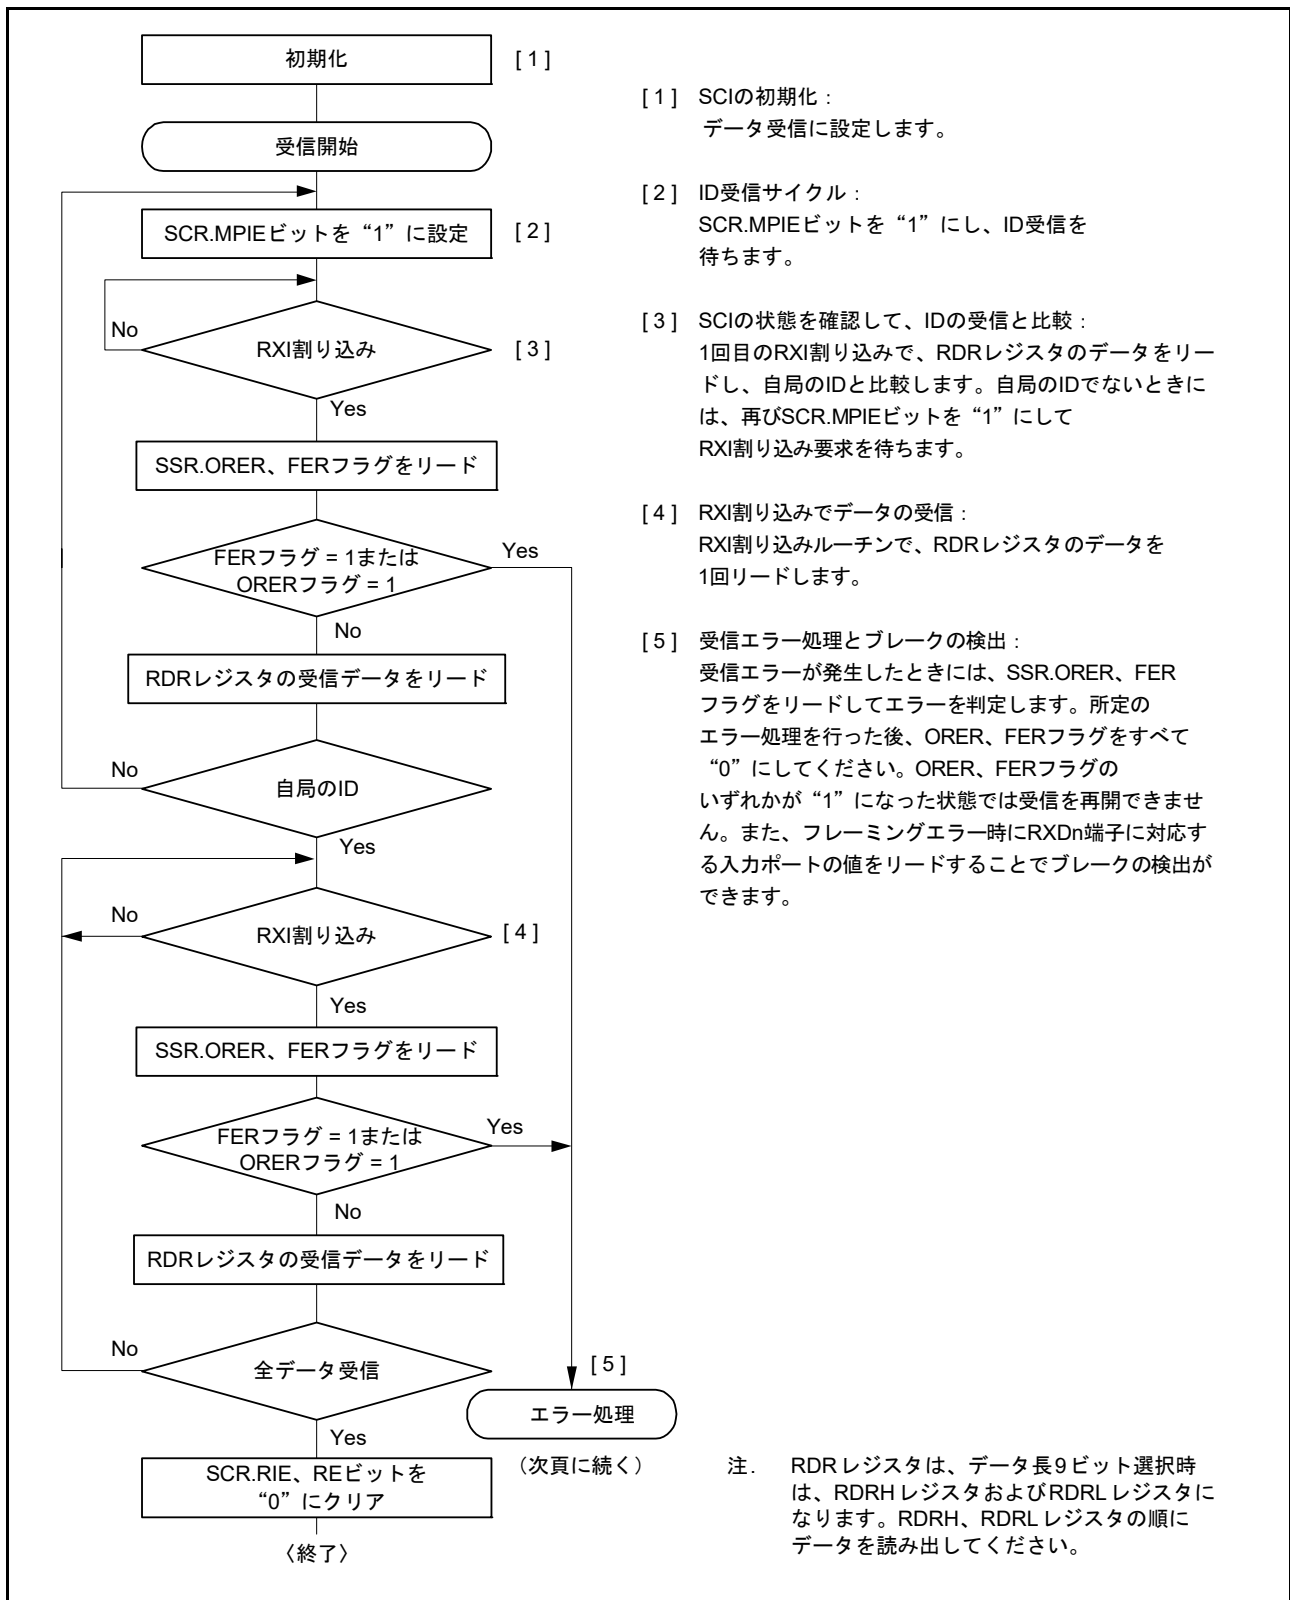 初期化
[ 1 ]
受信開始
SCR.MPIEビットを“1”に設定
[ 2 ]
No
RXI割り込み
[ 3 ]
Yes
SSR.ORER、FERフラグをリード
FERフラグ = 1または
ORERフラグ = 1
Yes
No
RDRレジスタの受信データをリード
No
自局のID
Yes
No
RXI割り込み
[ 4 ]
Yes
SSR.ORER、FERフラグをリード
FERフラグ = 1または
ORERフラグ = 1
Yes
No
RDRレジスタの受信データをリード
No
全データ受信
[ 5 ]
エラー処理
(次頁に続く)
Yes
SCR.RIE、REビットを
“0”にクリア
〈終了〉
[ 1 ] SCIの初期化:
データ受信に設定します。
[ 2 ] ID受信サイクル:
SCR.MPIEビットを“1”にし、ID受信を
待ちます。
[ 3 ] SCIの状態を確認して、IDの受信と比較:
1回目のRXI割り込みで、RDRレジスタのデータをリー
ドし、自局のIDと比較します。自局のIDでないときに
は、再びSCR.MPIEビットを“1”にして
RXI割り込み要求を待ちます。
[ 4 ] RXI割り込みでデータの受信:
RXI割り込みルーチンで、RDRレジスタのデータを
1回リードします。
[ 5 ] 受信エラー処理とブレークの検出:
受信エラーが発生したときには、SSR.ORER、FER
フラグをリードしてエラーを判定します。所定の
エラー処理を行った後、ORER、FERフラグをすべて
“0”にしてください。ORER、FERフラグの
いずれかが“1”になった状態では受信を再開できませ
ん。また、フレーミングエラー時にRXDn端子に対応す
る入力ポートの値をリードすることでブレークの検出が
できます。
注. RDRレジスタは、データ長9ビット選択時
は、RDRHレジスタおよびRDRLレジスタに
なります。RDRH、RDRLレジスタの順に
データを読み出してください。